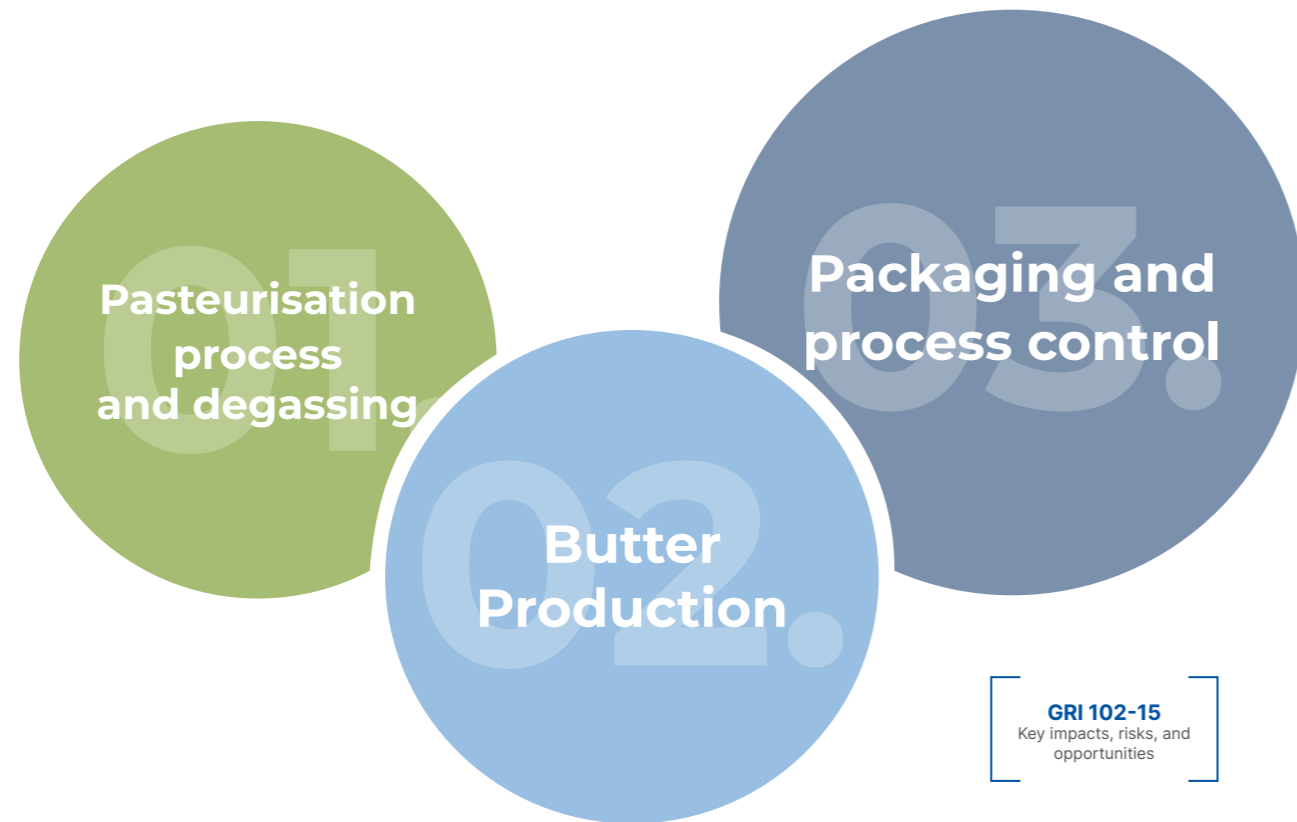 01.
Pasteurisation
process
and degassing
02.
Butter
Production
03.
Packaging and
process control
GRI 102-15
Key impacts, risks, and
opportunities